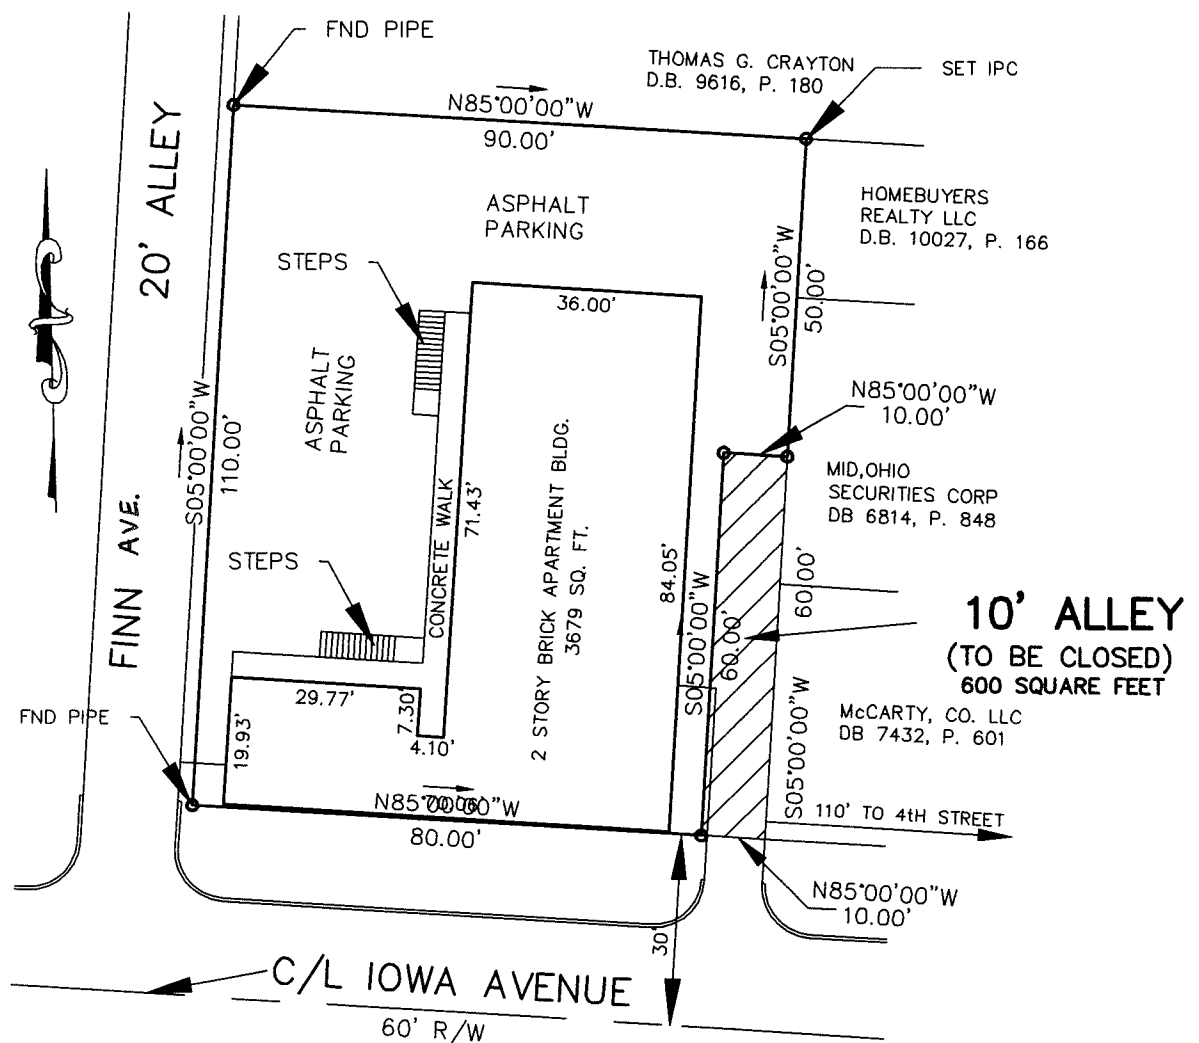 FND PIPE
THOMAS G. CRAYTON
D.B. 9616, P. 180
SET IPC
N85°00'00"W
90.00'
20' ALLEY
ASPHALT
PARKING
HOMEBUYERS
REALTY LLC
D.B. 10027, P. 166
STEPS
36.00'
S05°00'00"W
50.00'
ASPHALT
PARKING
N85°00'00"W
10.00'
S05°00'00"W
110.00'
MID,OHIO
SECURITIES CORP
DB 6814, P. 848
CONCRETE WALK
71.43'
2 STORY BRICK APARTMENT BLDG.
3679 SQ. FT.
84.05'
S05°00'00"W
60.00'
60.00'
STEPS
FINN AVE.
10' ALLEY
(TO BE CLOSED)
600 SQUARE FEET
29.77'
7.30'
4.10'
19.93'
FND PIPE
S05°00'00"W
McCARTY, CO. LLC
DB 7432, P. 601
N85°00'00"W
70.06'
80.00'
110' TO 4tH STREET
N85°00'00"W
10.00'
30'
C/L IOWA AVENUE
60' R/W